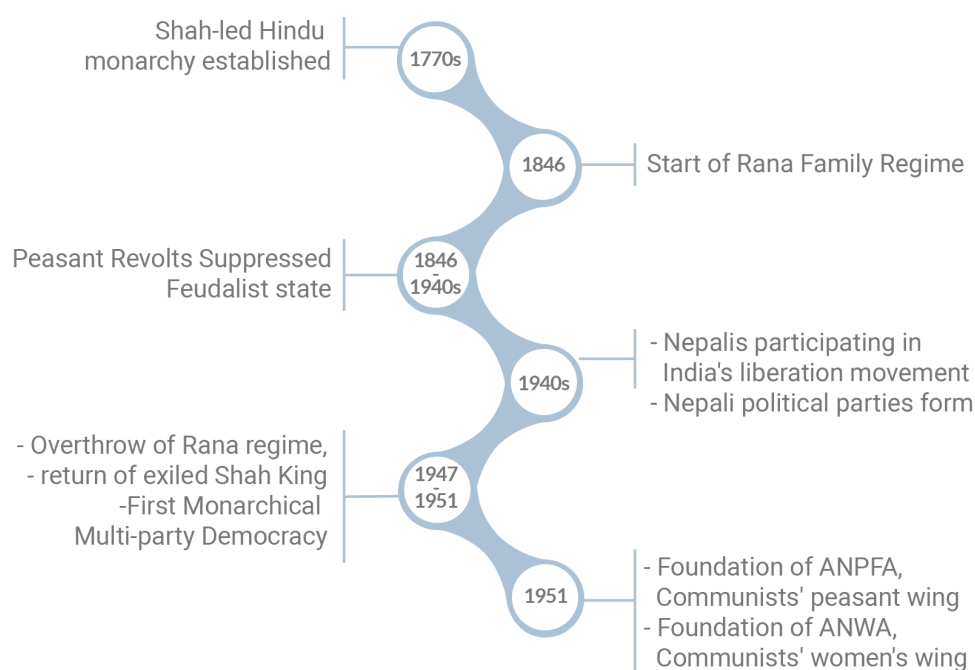 Shah-led Hindu
monarchy established
1770s
1846
Start of Rana Family Regime
Peasant Revolts Suppressed
Feudalist state
1846
-
1940s
1940s
- Nepalis participating in
India's liberation movement
- Nepali political parties form
- Overthrow of Rana regime,
- return of exiled Shah King
-First Monarchical
Multi-party Democracy
1947
-
1951
1951
- Foundation of ANPFA,
Communists' peasant wing
- Foundation of ANWA,
Communists' women's wing